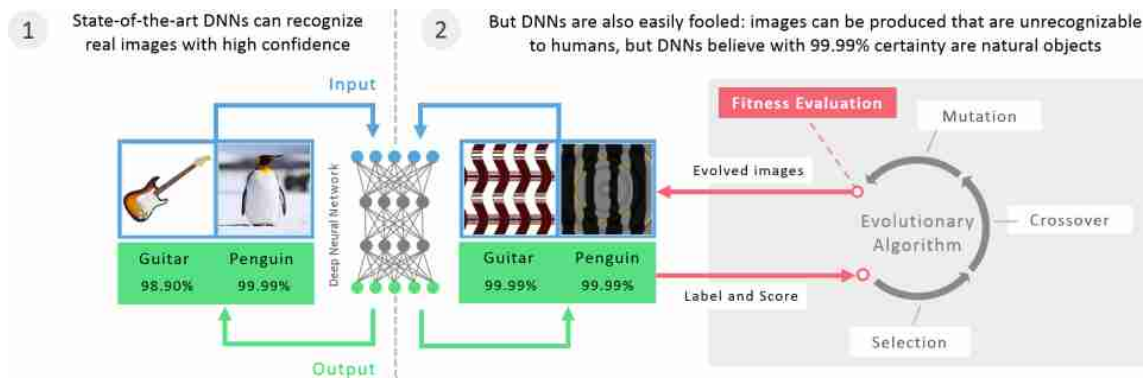 1
State-of-the-art DNNs can recognize
real images with high confidence
2
But DNNs are also easily fooled: images can be produced that are unrecognizable
to humans, but DNNs believe with 99.99% certainty are natural objects
Input
Fitness Evaluation
Mutation
Deep Neural Network
Evolved images
Evolutionary
Algorithm
Crossover
Guitar Penguin
98.90% 99.99%
Guitar Penguin
99.99% 99.99%
Label and Score
Selection
Output